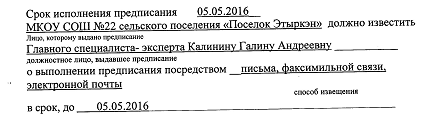 Срок исполнения предписания 05.05.2016
МКОУ СОШ №22 сельского поселения «Поселок Этыркэн» должно известить
Лицо, которому выдано предписание
Главного специалиста- эксперта Калинину Галину Андреевну
должностное лицо, выдавшее предписание
о выполнении предписания посредством письма, факсимильной связи,
электронной почты
способ извещения
в срок, до 05.05.2016